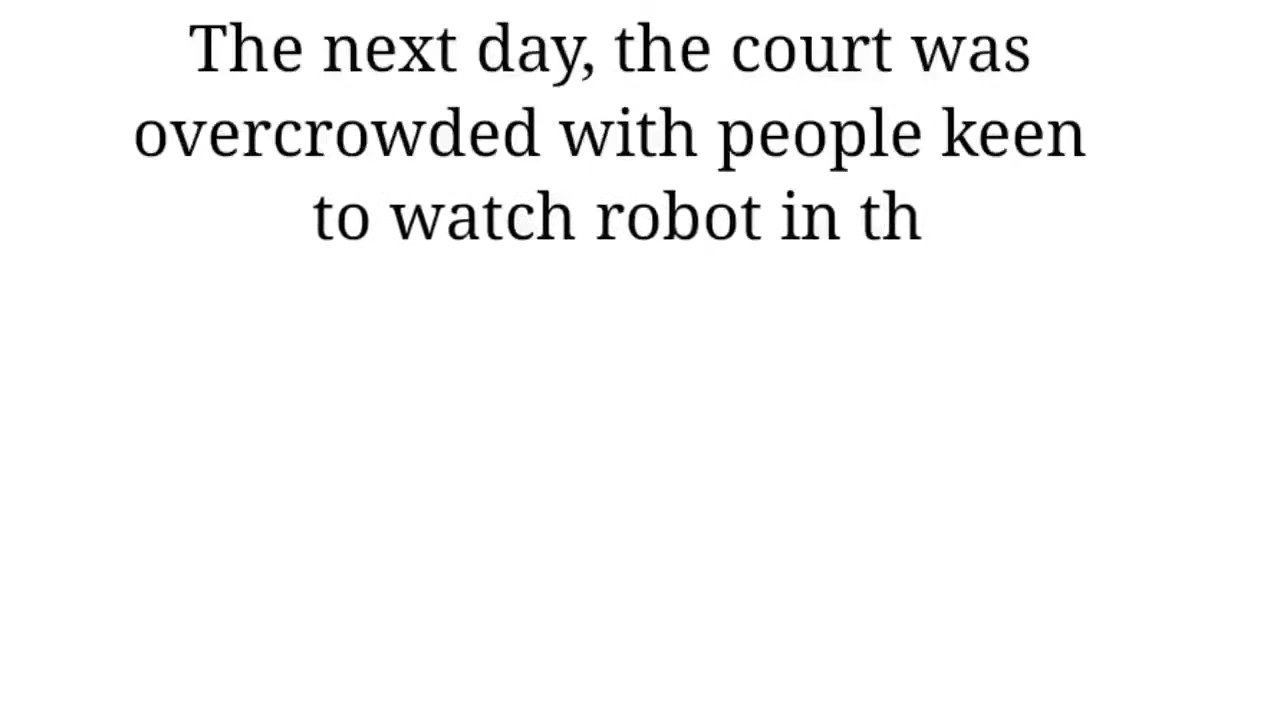 The next day, the court was
overcrowded with people keen
to watch robot in th